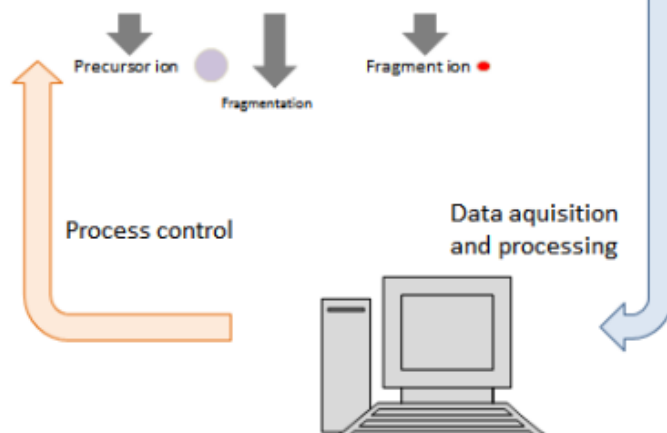 Precursor ion
Fragment ion
Fragmentation
Process control
Data aquisition
and processing